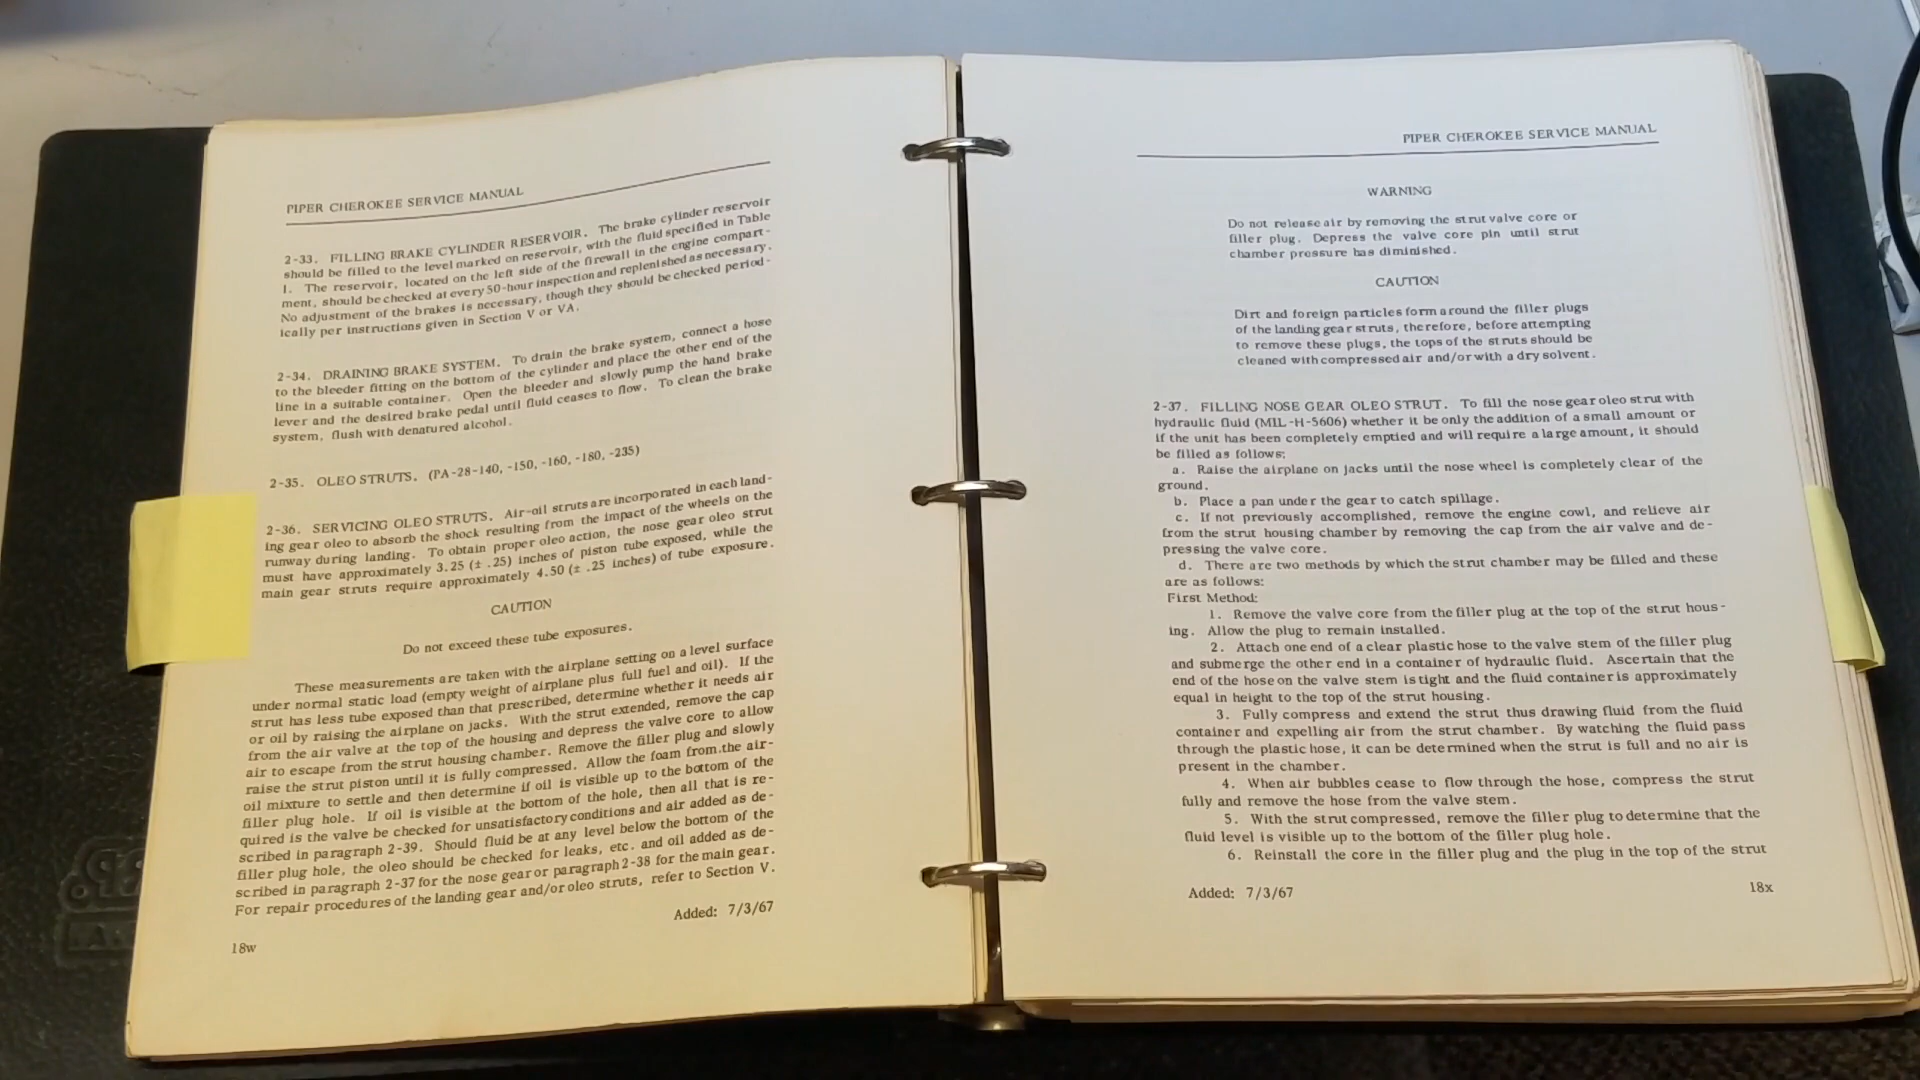 PIPER CHEROKEE SERVICE MANUAL
2-33. FILLING BRAKE CYLINDER RESERVOIR. The brake cylinder reservoir
should be filled to the level marked on reservoir, with the fluid specified in Table
I. The reservoir, located on the left side of the firewall in the engine compart-
ment, should be checked at every 50-hour inspection and replenished as necessary.
No adjustment of the brakes is necessary, though they should be checked period-
ically per instructions given in Section V or VA.
2-34. DRAINING BRAKE SYSTEM. To drain the brake system, connect a hose
to the bleeder fitting on the bottom of the cylinder and place the other end of the
line in a suitable container. Open the bleeder and slowly pump the hand brake
lever and the desired brake pedal until fluid ceases to flow. To clean the brake
system, flush with denatured alcohol.
2-35. OLEO STRUTS. (PA-28-140, -150, -160, -180, -235)
2-36. SERVICING OLEO STRUTS. Air-oil struts are incorporated in each land-
ing gear oleo to absorb the shock resulting from the impact of the wheels on the
runway during landing. To obtain proper oleo action, the nose gear oleo strut
must have approximately 3.25 (± .25) inches of piston tube exposed, while the
main gear struts require approximately 4.50 (± .25 inches) of tube exposure.
CAUTION
Do not exceed these tube exposures.
These measurements are taken with the airplane setting on a level surface
under normal static load (empty weight of airplane plus full fuel and oil). If the
strut has less tube exposed than that prescribed, determine whether it needs air
or oil by raising the airplane on jacks. With the strut extended, remove the cap
from the air valve at the top of the housing and depress the valve core to allow
air to escape from the strut housing chamber. Remove the filler plug and slowly
raise the strut piston until it is fully compressed. Allow the foam from the air-
oil mixture to settle and then determine if oil is visible up to the bottom of the
filler plug hole. If oil is visible at the bottom of the hole, then all that is re-
quired is the valve be checked for unsatisfactory conditions and air added as de-
scribed in paragraph 2-39. Should fluid be at any level below the bottom of the
filler plug hole, the oleo should be checked for leaks, etc. and oil added as de-
scribed in paragraph 2-37 for the nose gear or paragraph 2-38 for the main gear.
For repair procedures of the landing gear and/or oleo struts, refer to Section V.
Added: 7/3/67
18w
PIPER CHEROKEE SERVICE MANUAL
WARNING
Do not release air by removing the strut valve core or
filler plug. Depress the valve core pin until strut
chamber pressure has diminished.
CAUTION
Dirt and foreign particles form around the filler plugs
of the landing gear struts, therefore, before attempting
to remove these plugs, the tops of the struts should be
cleaned with compressed air and/or with a dry solvent.
2-37. FILLING NOSE GEAR OLEO STRUT. To fill the nose gear oleo strut with
hydraulic fluid (MIL-H-5606) whether it be only the addition of a small amount or
if the unit has been completely emptied and will require a large amount, it should
be filled as follows:
a. Raise the airplane on jacks until the nose wheel is completely clear of the
ground.
b. Place a pan under the gear to catch spillage.
c. If not previously accomplished, remove the engine cowl, and relieve air
from the strut housing chamber by removing the cap from the air valve and de-
pressing the valve core.
d. There are two methods by which the strut chamber may be filled and these
are as follows:
First Method:
1. Remove the valve core from the filler plug at the top of the strut hous-
ing. Allow the plug to remain installed.
2. Attach one end of a clear plastic hose to the valve stem of the filler plug
and submerge the other end in a container of hydraulic fluid. Ascertain that the
end of the hose on the valve stem is tight and the fluid container is approximately
equal in height to the top of the strut housing.
3. Fully compress and extend the strut thus drawing fluid from the fluid
container and expelling air from the strut chamber. By watching the fluid pass
through the plastic hose, it can be determined when the strut is full and no air is
present in the chamber.
4. When air bubbles cease to flow through the hose, compress the strut
fully and remove the hose from the valve stem.
5. With the strut compressed, remove the filler plug to determine that the
fluid level is visible up to the bottom of the filler plug hole.
6. Reinstall the core in the filler plug and the plug in the top of the strut
Added: 7/3/67
18x